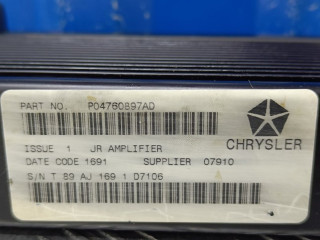 PART NO. P04760897AD
ISSUE 1 JR AMPLIFIER
CHRYSLER
DATE CODE 1691 SUPPLIER 07910
S/N T 89 AJ 169 1 D7106